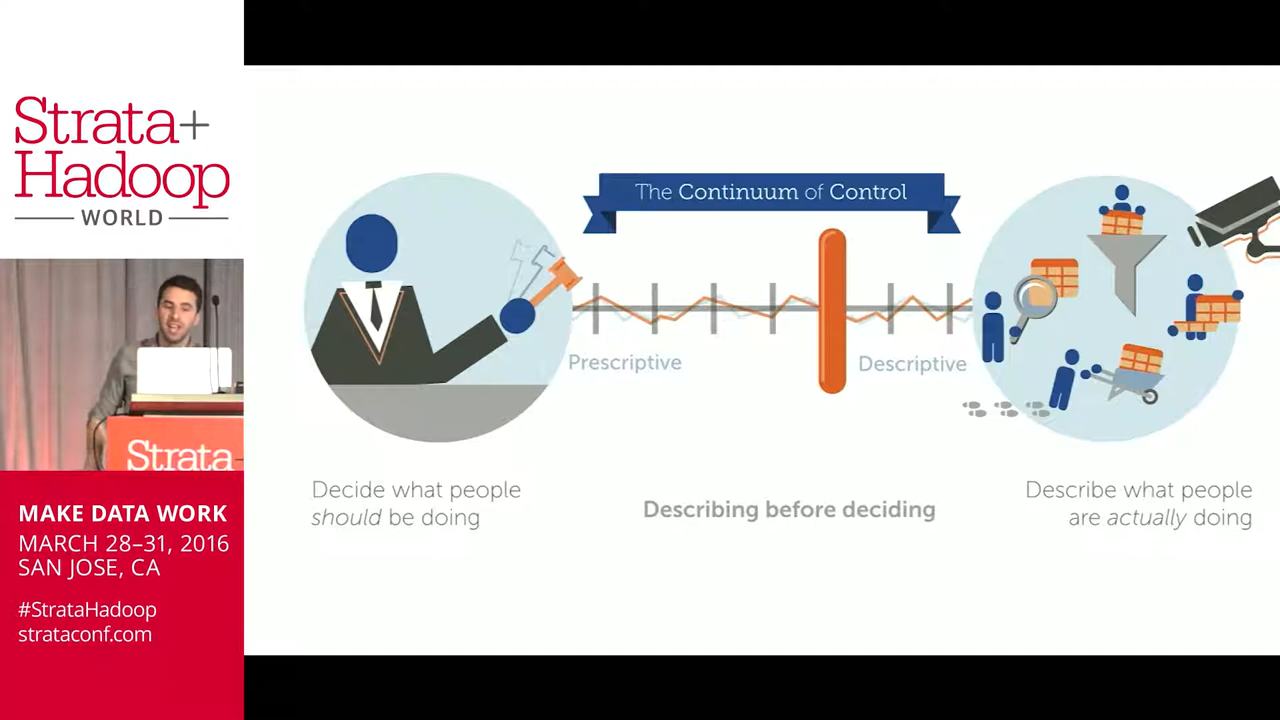 Strata+
Hadoop
WORLD
Strata
MAKE DATA WORK
MARCH 28–31, 2016
SAN JOSE, CA
#StrataHadoop
strataconf.com
The Continuum of Control
Prescriptive
Descriptive
Decide what people
should be doing
Describing before deciding
Describe what people
are actually doing